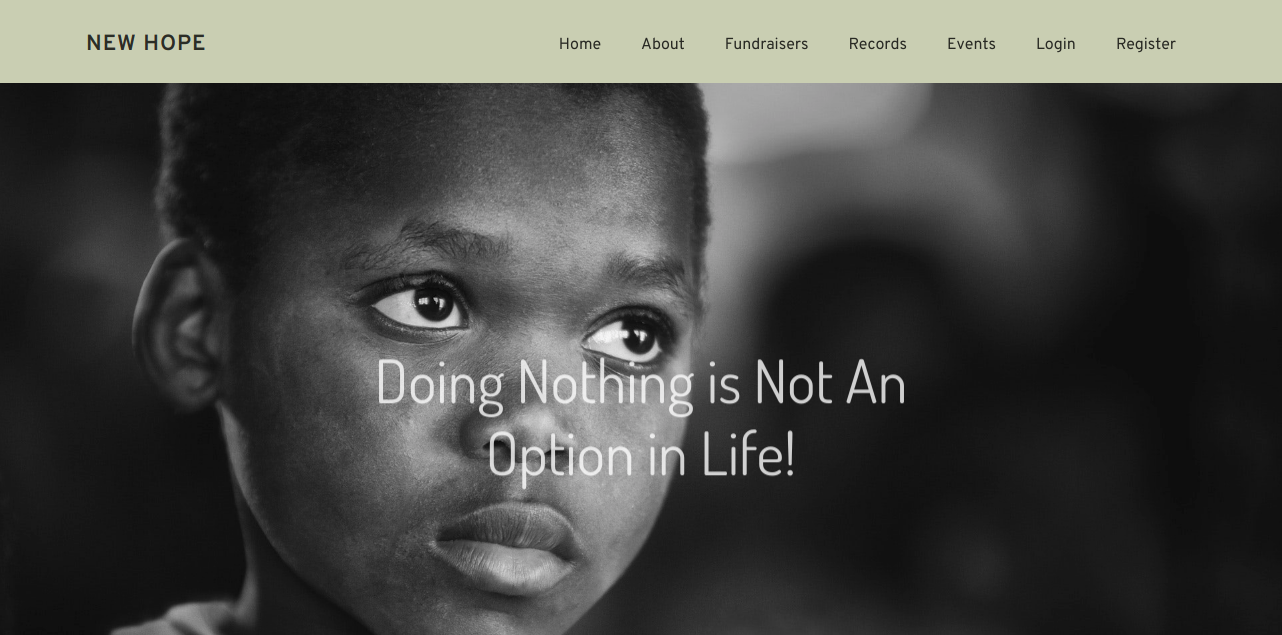 NEW HOPE
Home About Fundraisers Records Events Login Register
Doing Nothing is Not An
Option in Life!